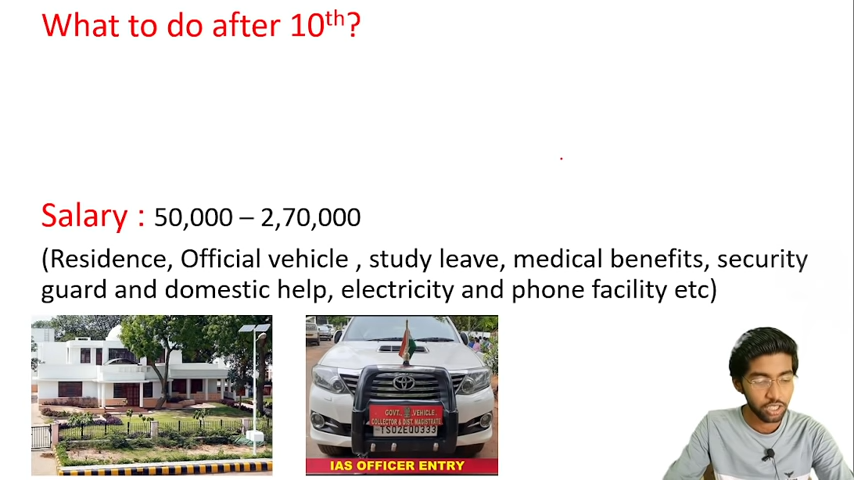 What to do after 10th?
Salary : 50,000 – 2,70,000
(Residence, Official vehicle , study leave, medical benefits, security
guard and domestic help, electricity and phone facility etc)
GOVT. VEHICLE
COLLECTOR & DIST. MAGISTRATE
TS02EQ0333
IAS OFFICER ENTRY